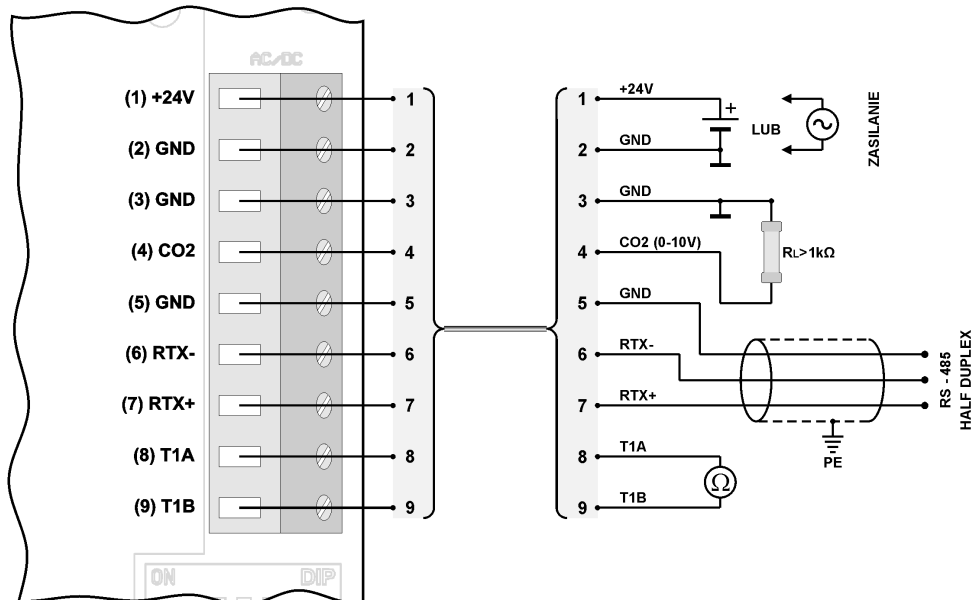 AC/DC
(1) +24V
(2) GND
(3) GND
(4) CO2
(5) GND
(6) RTX-
(7) RTX+
(8) T1A
(9) T1B
1
2
3
4
5
6
7
8
9
1 +24V
2 GND
3 GND
4 CO2 (0-10V)
5 GND
6 RTX-
7 RTX+
8 T1A
9 T1B
+
LUB
ZASILANIE
RL>1kΩ
RS - 485
HALF DUPLEX
PE
Ω
ON DIP